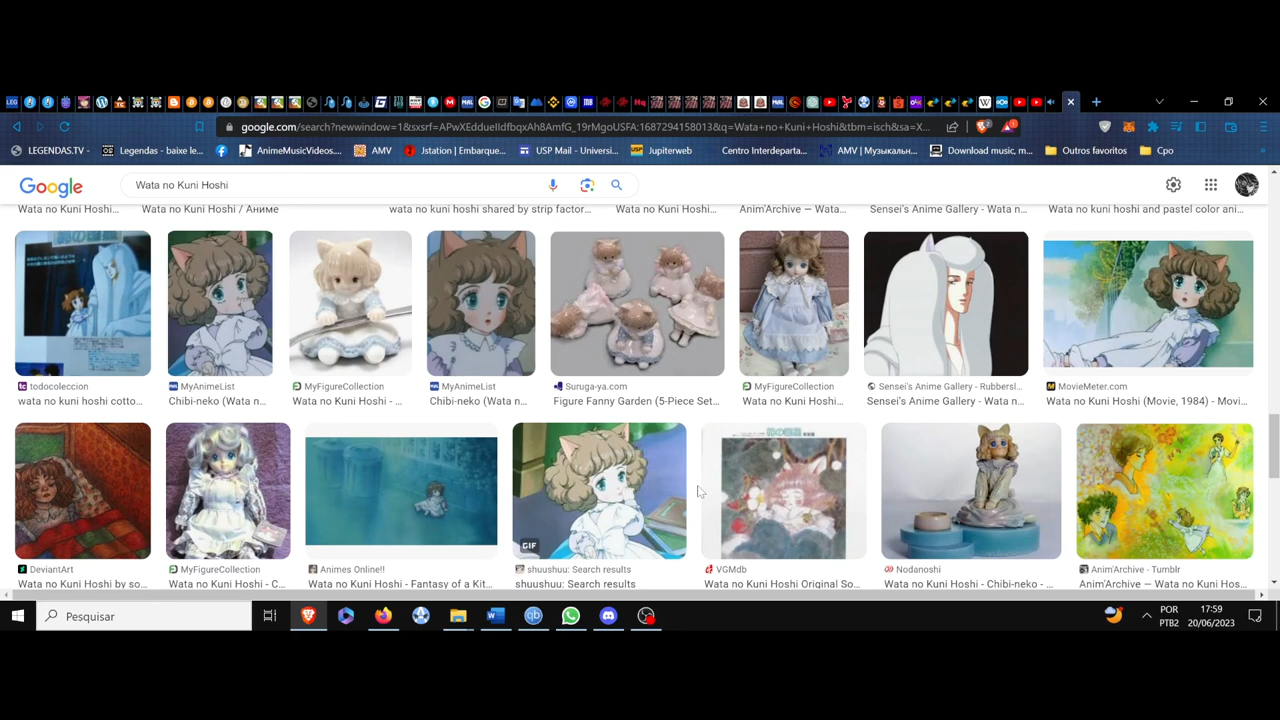 google.com/search?newwindow=1&sxsrf=APwXEddueIIdfbqxAh8AmfG_19rMgoUSFA:1687294158013&q=Wata+no+Kuni+Hoshi&tbm=isch&sa=X...
LEGENDAS.TV - Legendas - baixe le... AnimeMusicVideos.... AMV Jstation | Embarque... USP Mail - Universi... Jupiterweb Centro Interdeparta... AMV | Музыкальн... Download music, m... Outros favoritos Cpo
Google Wata no Kuni Hoshi
Wata no Kuni Hoshi... Wata no Kuni Hoshi / Аниме wata no kuni hoshi shared by strip factor... Wata no Kuni Hoshi... Anim'Archive — Wata... Sensei's Anime Gallery - Wata n... Wata no kuni hoshi and pastel color ani...
todocoleccion MyAnimeList MyFigureCollection MyAnimeList Suruga-ya.com MyFigureCollection Sensei's Anime Gallery - Rubbersl... MovieMeter.com
wata no kuni hoshi cotto... Chibi-neko (Wata n... Wata no Kuni Hoshi - ... Chibi-neko (Wata n... Figure Fanny Garden (5-Piece Set... Wata no Kuni Hoshi... Sensei's Anime Gallery - Wata n... Wata no Kuni Hoshi (Movie, 1984) - Movi...
GIF
DeviantArt MyFigureCollection Animes Online!! shuushuu: Search results VGMdb Nodanoshi Anim'Archive - Tumblr
Wata no Kuni Hoshi by so... Wata no Kuni Hoshi - C... Wata no Kuni Hoshi - Fantasy of a Kit... shuushuu: Search results Wata no Kuni Hoshi Original So... Wata no Kuni Hoshi - Chibi-neko - ... Anim'Archive — Wata no Kuni Hos...
Pesquisar
POR 17:59
PTB2 20/06/2023